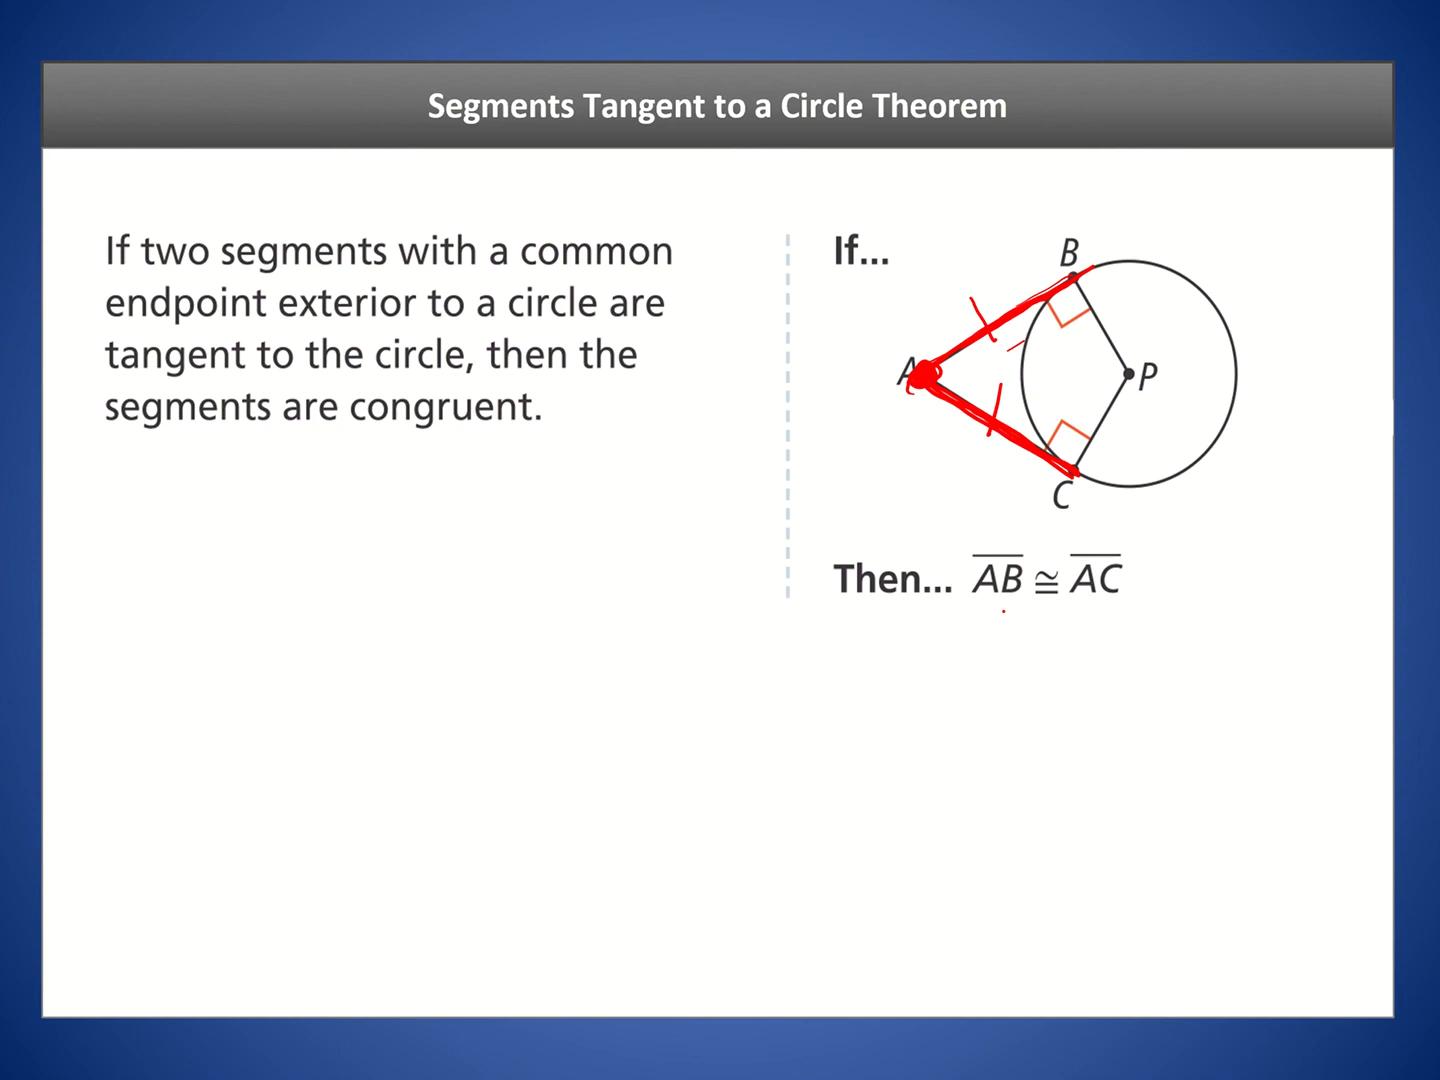 Segments Tangent to a Circle Theorem
If two segments with a common
endpoint exterior to a circle are
tangent to the circle, then the
segments are congruent.
If...
B
A
P
C
Then... AB ≅ AC